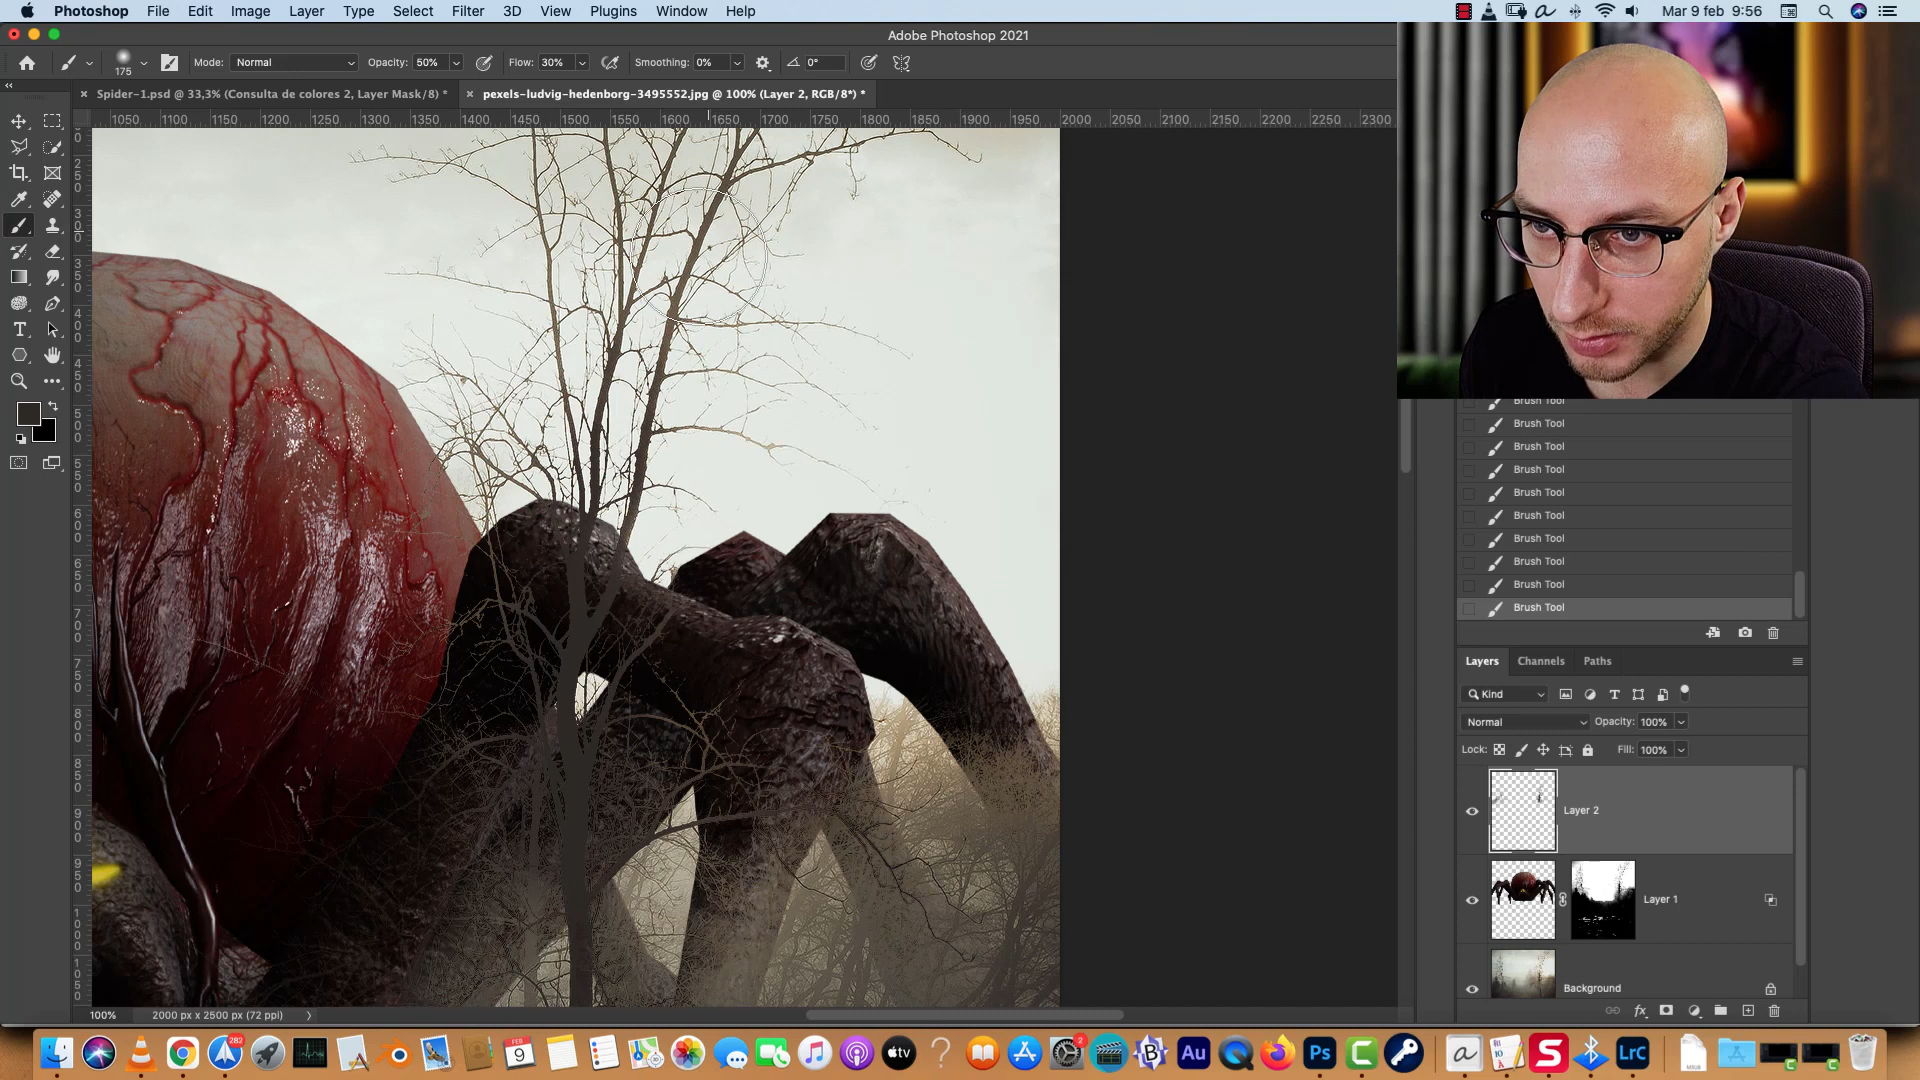 Photoshop File Edit Image Layer Type Select Filter 3D View Plugins Window Help
Mar 9 feb 9:56
Adobe Photoshop 2021
175 Mode: Normal Opacity: 50% Flow: 30% Smoothing: 0% 0°
Spider-1.psd @ 33,3% (Consulta de colores 2, Layer Mask/8) *
pexels-ludvig-hedenborg-3495552.jpg @ 100% (Layer 2, RGB/8*) *
1050 1100 1150 1200 1250 1300 1350 1400 1450 1500 1550 1600 1650 1700 1750 1800 1850 1900 1950 2000 2050 2100 2150 2200 2250 2300
Brush Tool
Brush Tool
Brush Tool
Brush Tool
Brush Tool
Brush Tool
Brush Tool
Brush Tool
Brush Tool
Brush Tool
Layers Channels Paths
Kind
Normal Opacity: 100%
Lock: Fill: 100%
Layer 2
Layer 1
Background
fx
100% 2000 px x 2500 px (72 ppi)
282
FEB
9
tv
2
Au
Ps
C
LrC